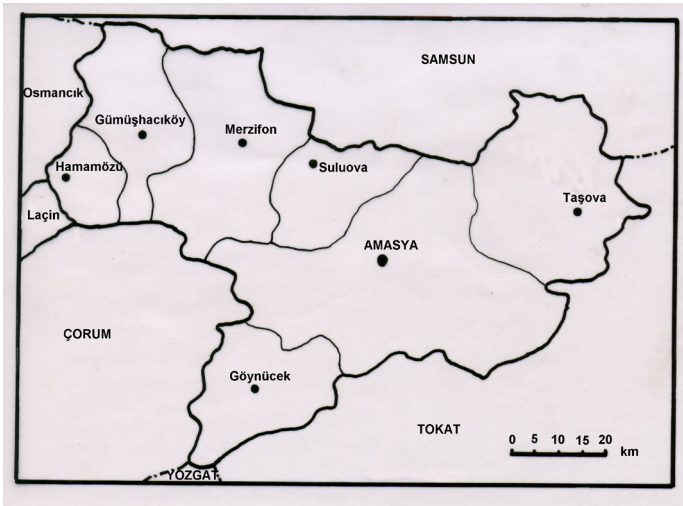 SAMSUN
Osmancık
Gümüşhacıköy
Merzifon
Hamamözü
Suluova
Taşova
Laçin
AMASYA
ÇORUM
Göynücek
TOKAT
0 5 10 15 20
km
YOZGAT